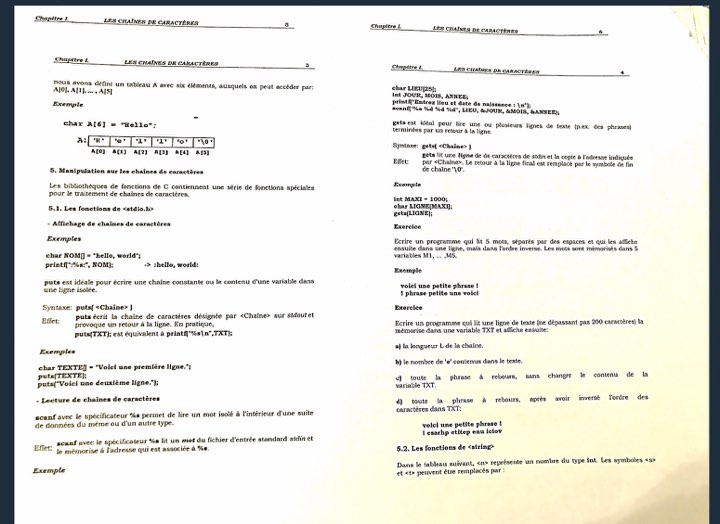 Chapitre I. LES CHAÎNES DE CARACTÈRES 5
Chapitre I. LES CHAÎNES DE CARACTÈRES 3
nous avons défini un tableau A avec six éléments, auxquels on peut accéder par:
A[0], A[1], ... , A[5]
Exemple
char A[6] = "Hello";
A: 'H' 'e' 'l' 'l' 'o' '\0'
A[0] A[1] A[2] A[3] A[4] A[5]
5. Manipulation sur les chaînes de caractères
Les bibliothèques de fonctions de C contiennent une série de fonctions spéciales
pour le traitement de chaînes de caractères.
5.1. Les fonctions de <stdio.h>
- Affichage de chaînes de caractères
Exemples
char NOM[] = "hello, world";
printf(":%s:", NOM); -> :hello, world:
puts est idéale pour écrire une chaîne constante ou le contenu d'une variable dans
une ligne isolée.
Syntaxe: puts( <Chaîne> )
Effet: puts écrit la chaîne de caractères désignée par <Chaîne> sur stdout et
provoque un retour à la ligne. En pratique,
puts(TXT); est équivalent à printf("%s\n",TXT);
Exemples
char TEXTE[] = "Voici une première ligne.";
puts(TEXTE);
puts("Voici une deuxième ligne.");
- Lecture de chaînes de caractères
scanf avec le spécificateur %s permet de lire un mot isolé à l'intérieur d'une suite
de données du même ou d'un autre type.
Effet: scanf avec le spécificateur %s lit un mot du fichier d'entrée standard stdin et
le mémorise à l'adresse qui est associée à %s.
Exemple
Chapitre I. LES CHAÎNES DE CARACTÈRES 6
Chapitre I. LES CHAÎNES DE CARACTÈRES 4
char LIEU[25];
int JOUR, MOIS, ANNEE;
printf("Entrez lieu et date de naissance : \n");
scanf("%s %d %d %d", LIEU, &JOUR, &MOIS, &ANNEE);
gets est idéal pour lire une ou plusieurs lignes de texte (p.ex. des phrases)
terminées par un retour à la ligne.
Syntaxe: gets( <Chaîne> )
Effet: gets lit une ligne de de caractères de stdin et la copie à l'adresse indiquée
par <Chaîne>. Le retour à la ligne final est remplacé par le symbole de fin
de chaîne '\0'.
Exemple
int MAXI = 1000;
char LIGNE[MAXI];
gets(LIGNE);
Exercice
Ecrire un programme qui lit 5 mots, séparés par des espaces et qui les affiche
ensuite dans une ligne, mais dans l'ordre inverse. Les mots sont mémorisés dans 5
variables M1, ... ,M5.
Exemple
voici une petite phrase !
! phrase petite une voici
Exercice
Ecrire un programme qui lit une ligne de texte (ne dépassant pas 200 caractères) la
mémorise dans une variable TXT et affiche ensuite:
a) la longueur L de la chaîne.
b) le nombre de 'e' contenus dans le texte.
c) toute la phrase à rebours, sans changer le contenu de la
variable TXT.
d) toute la phrase à rebours, après avoir inversé l'ordre des
caractères dans TXT:
voici une petite phrase !
! esarhp etitep enu iciov
5.2. Les fonctions de <string>
Dans le tableau suivant, <n> représente un nombre du type int. Les symboles <s>
et <t> peuvent être remplacés par :